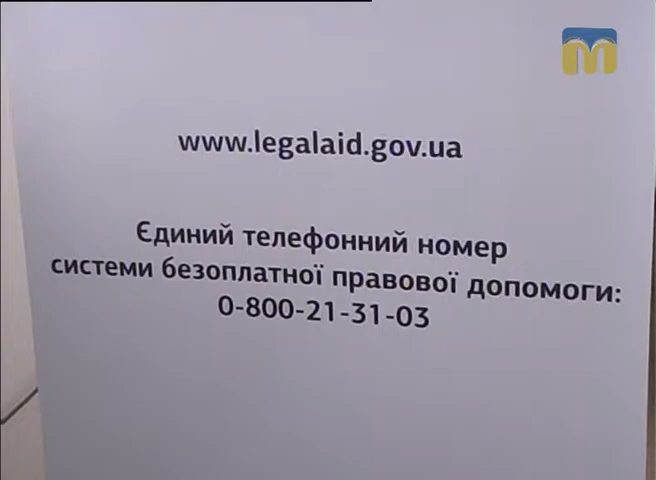 www.legalaid.gov.ua
Єдиний телефонний номер
системи безоплатної правової допомоги:
0-800-21-31-03